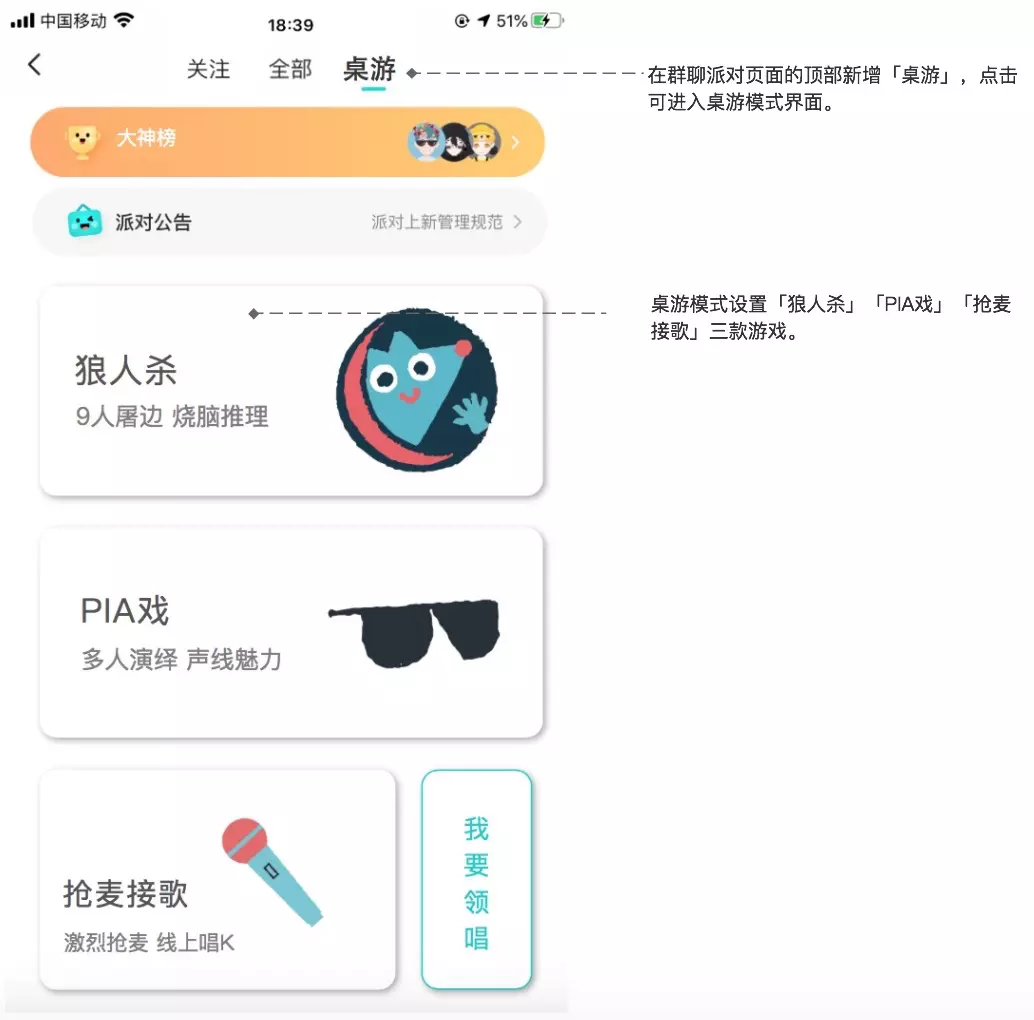 中国移动
18:39
51%
关注 全部 桌游
在群聊派对页面的顶部新增「桌游」，点击
可进入桌游模式界面。
大神榜
派对公告 派对上新管理规范
桌游模式设置「狼人杀」「PIA戏」「抢麦
接歌」三款游戏。
狼人杀
9人屠边 烧脑推理
PIA戏
多人演绎 声线魅力
抢麦接歌
激烈抢麦 线上唱K
我
要
领
唱